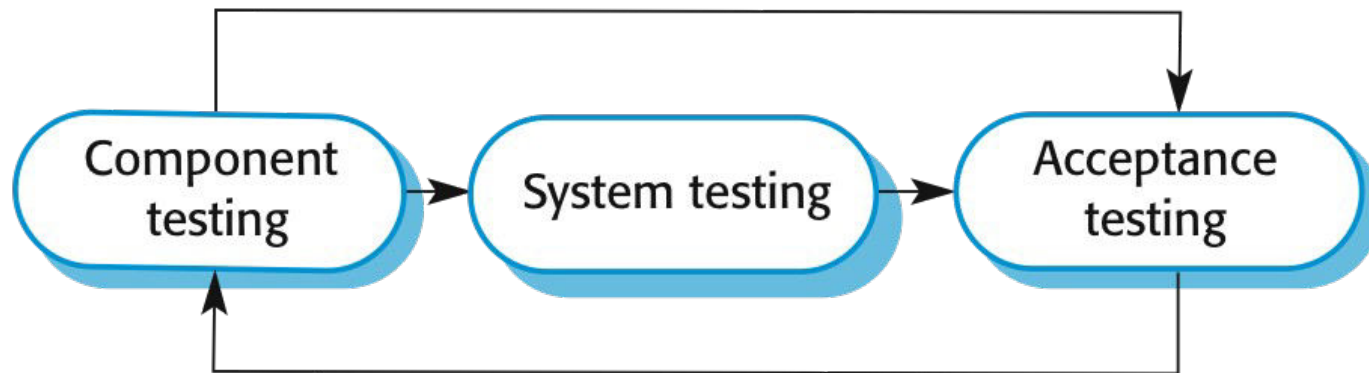 Component
testing
System testing
Acceptance
testing